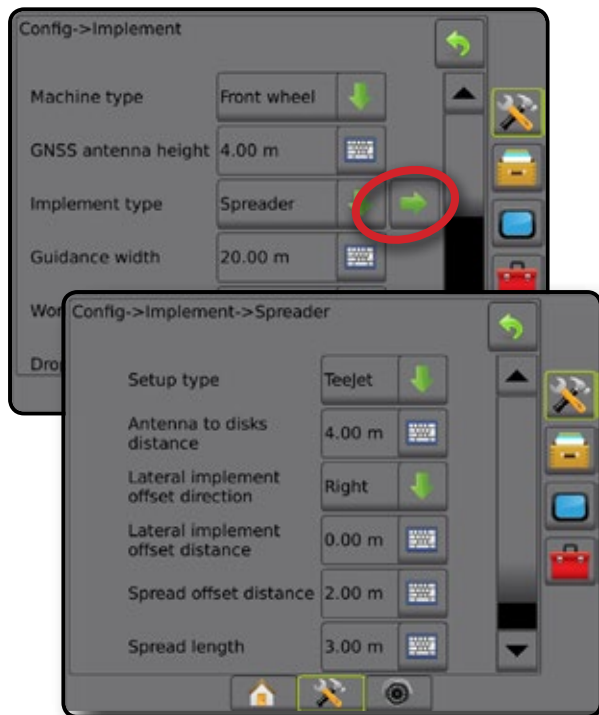 Config->Implement
Machine type Front wheel
GNSS antenna height 4.00 m
Implement type Spreader
Guidance width 20.00 m
Config->Implement->Spreader
Setup type TeeJet
Antenna to disks
distance 4.00 m
Lateral implement
offset direction Right
Lateral implement
offset distance 0.00 m
Spread offset distance 2.00 m
Spread length 3.00 m